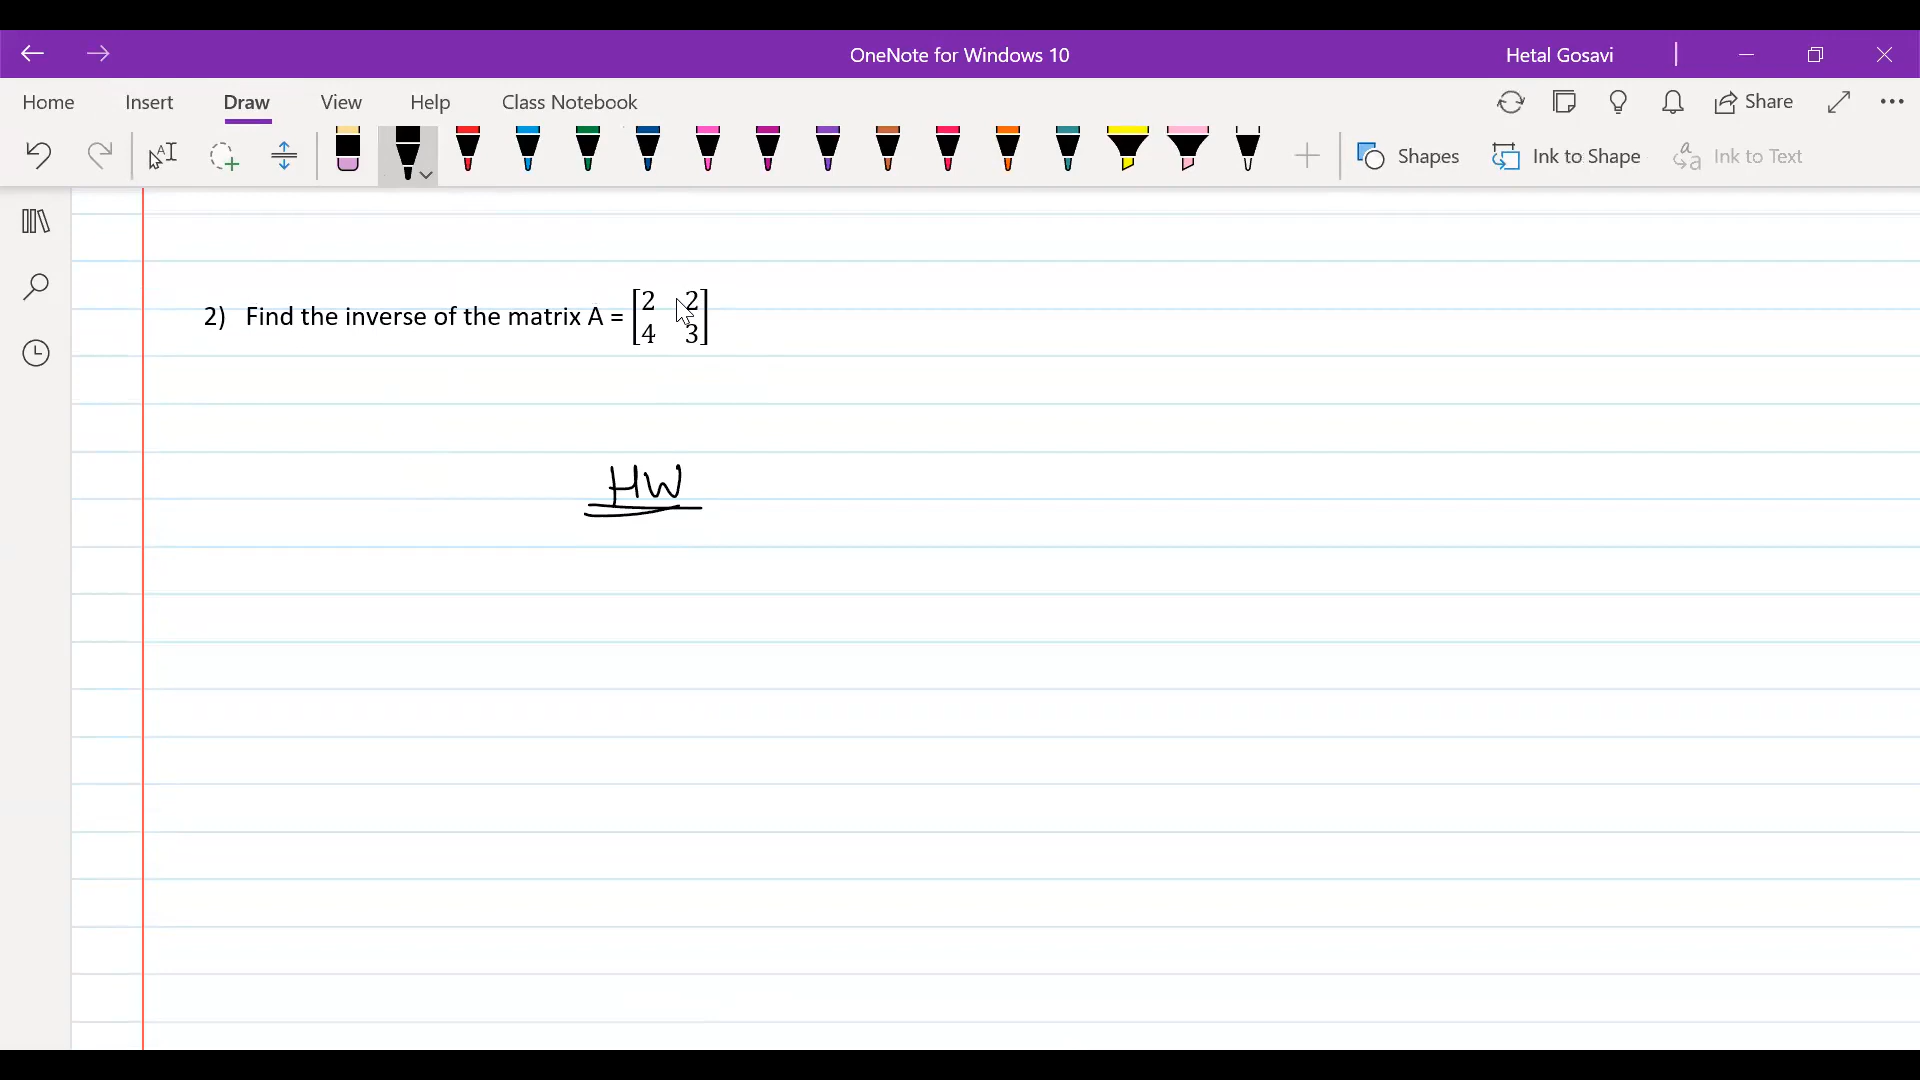 OneNote for Windows 10
Hetal Gosavi
Home Insert Draw View Help Class Notebook
Share
Shapes Ink to Shape Ink to Text
2) Find the inverse of the matrix A = [2 2
4 3]
HW